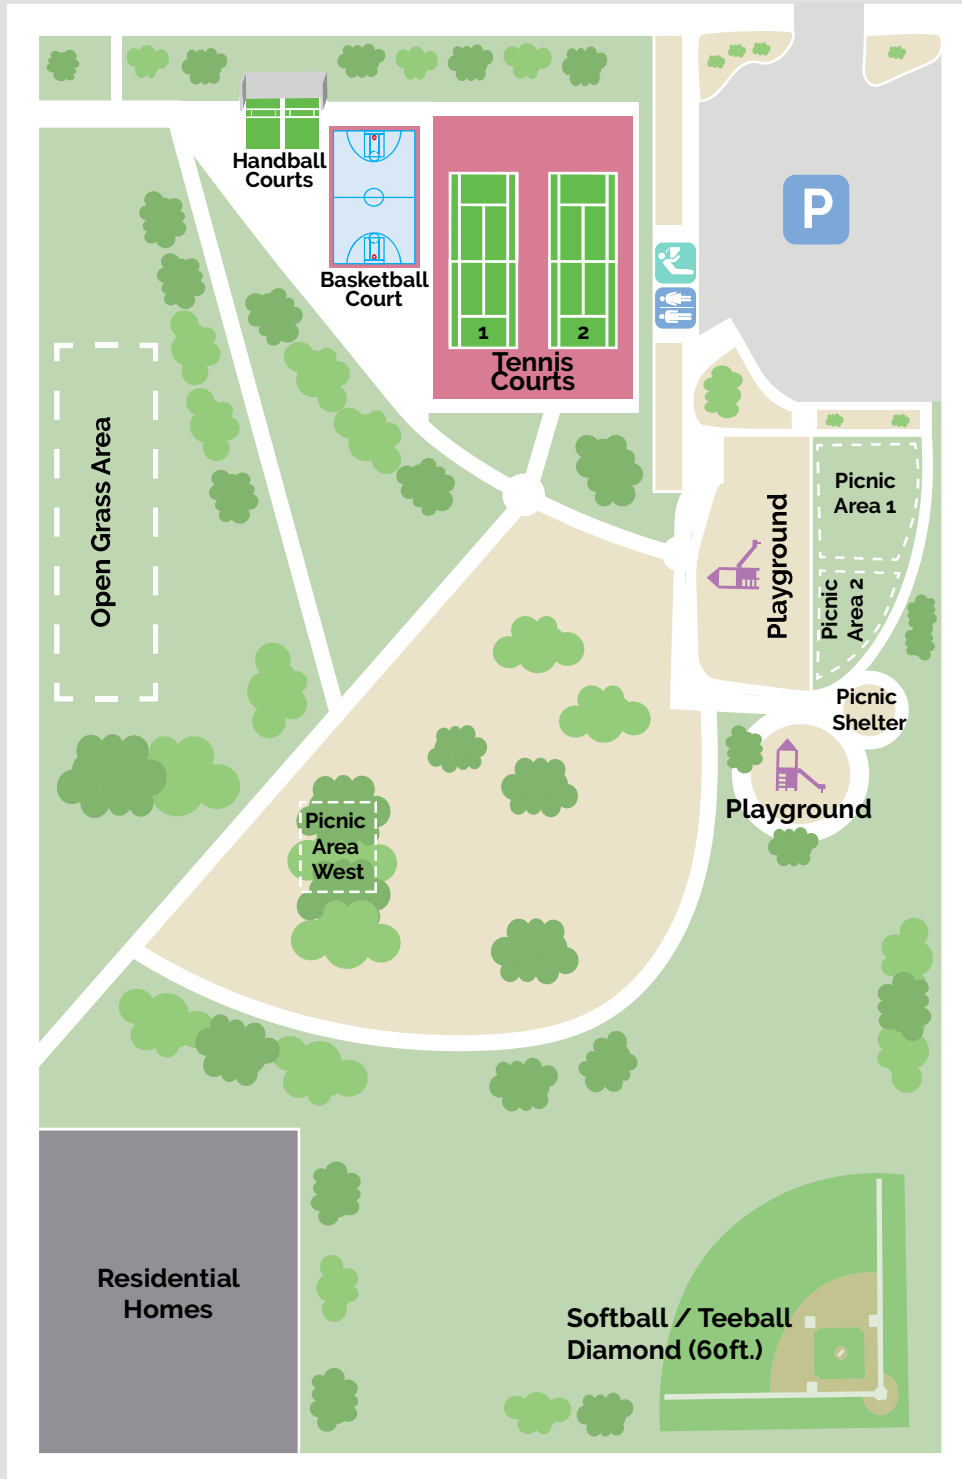 P
Handball
Courts
Basketball
Court
1
2
Tennis
Courts
Open Grass Area
Playground
Picnic
Area 1
Picnic
Area 2
Picnic
Shelter
Playground
Picnic
Area
West
Residential
Homes
Softball / Teeball
Diamond (60ft.)